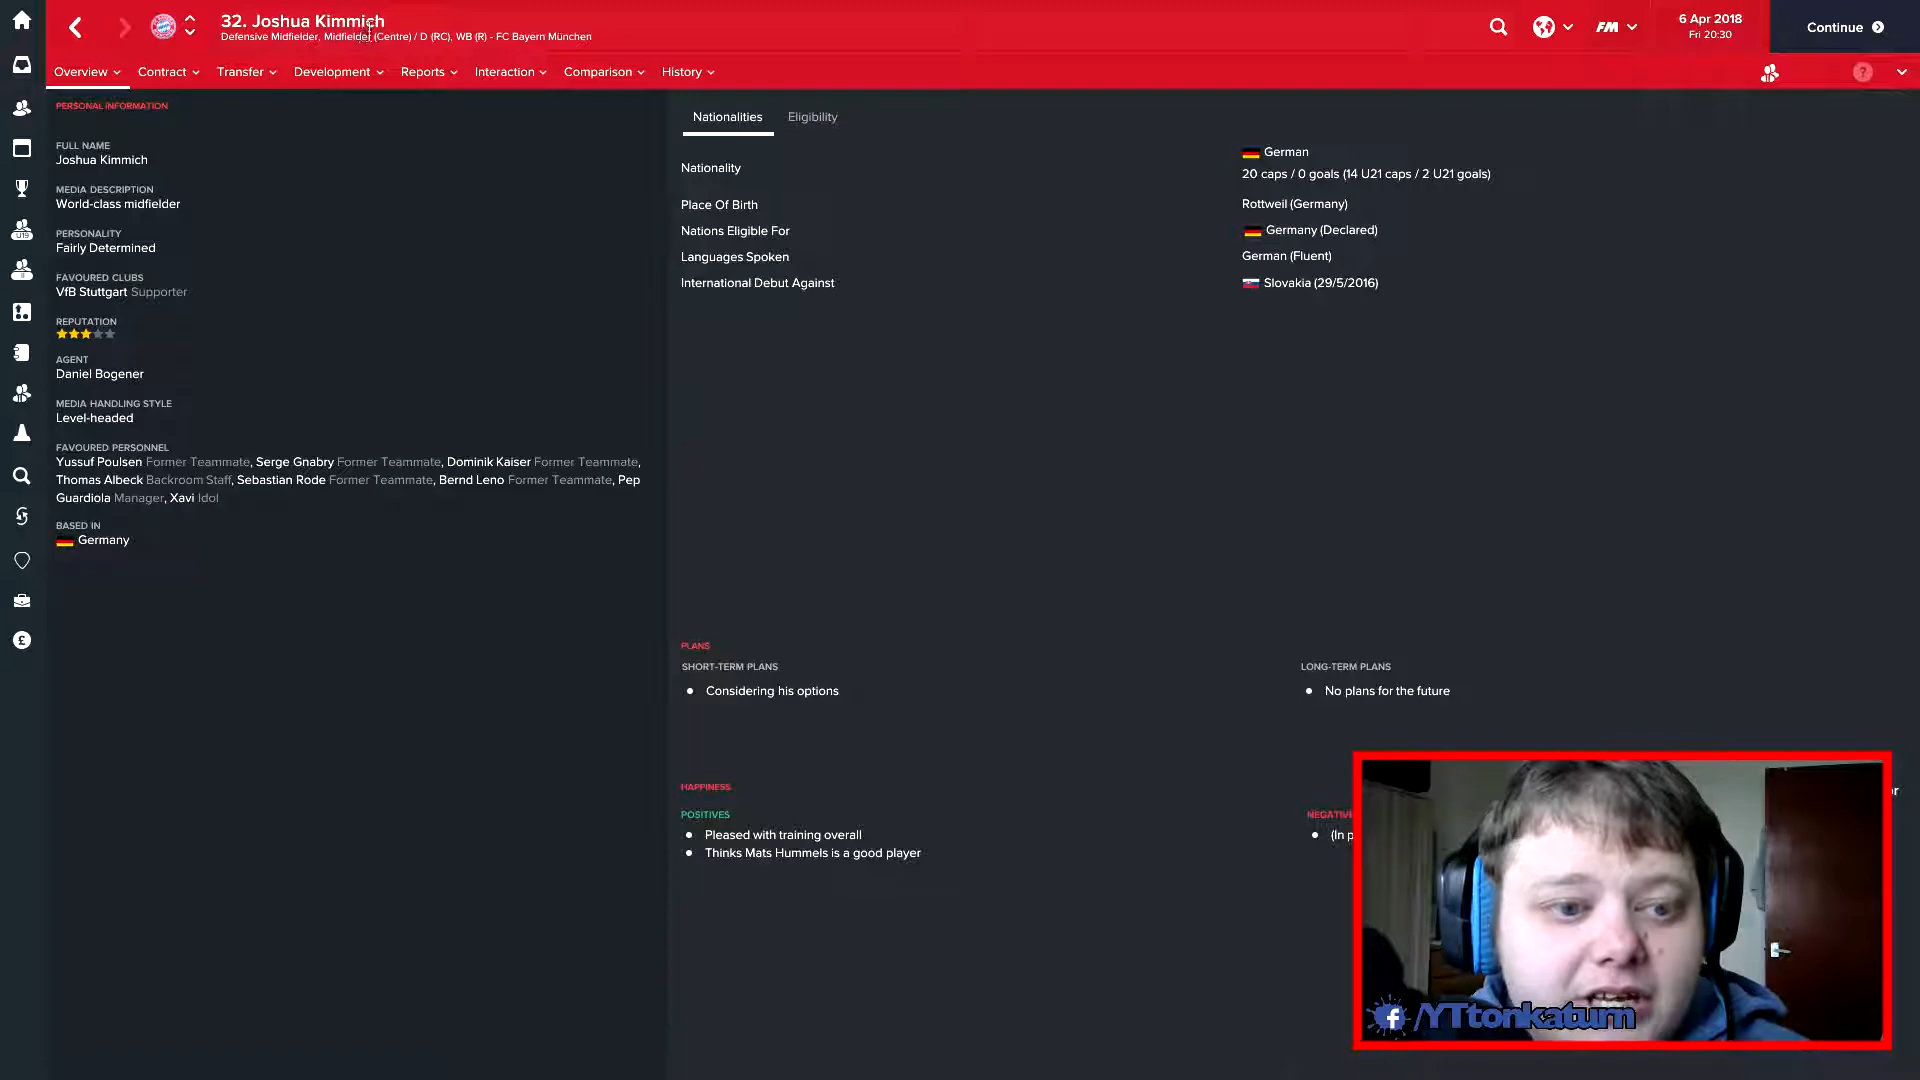 32. Joshua Kimmich
Defensive Midfielder, Midfielder (Centre) / D (RC), WB (R) - FC Bayern München
FM
6 Apr 2018
Fri 20:30
Continue
Overview
Contract
Transfer
Development
Reports
Interaction
Comparison
History
?
PERSONAL INFORMATION
FULL NAME
Joshua Kimmich
MEDIA DESCRIPTION
World-class midfielder
PERSONALITY
Fairly Determined
FAVOURED CLUBS
VfB Stuttgart Supporter
REPUTATION
AGENT
Daniel Bogener
MEDIA HANDLING STYLE
Level-headed
FAVOURED PERSONNEL
Yussuf Poulsen Former Teammate, Serge Gnabry Former Teammate, Dominik Kaiser Former Teammate,
Thomas Albeck Backroom Staff, Sebastian Rode Former Teammate, Bernd Leno Former Teammate, Pep
Guardiola Manager, Xavi Idol
BASED IN
Germany
Nationalities
Eligibility
Nationality
German
20 caps / 0 goals (14 U21 caps / 2 U21 goals)
Place Of Birth
Rottweil (Germany)
Nations Eligible For
Germany (Declared)
Languages Spoken
German (Fluent)
International Debut Against
Slovakia (29/5/2016)
PLANS
SHORT-TERM PLANS
Considering his options
LONG-TERM PLANS
No plans for the future
HAPPINESS
POSITIVES
Pleased with training overall
Thinks Mats Hummels is a good player
NEGATIVE
(In p
f /YTtonkaturn